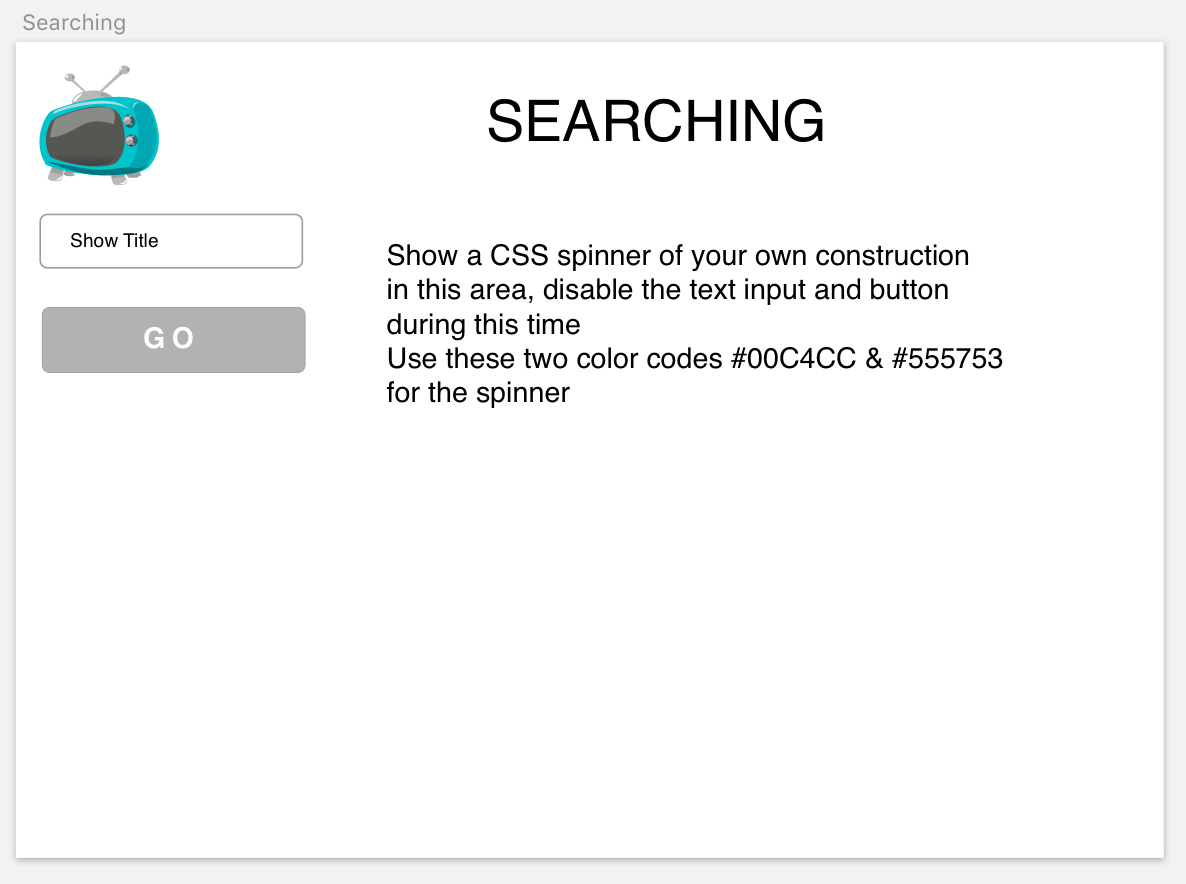 Searching
SEARCHING
Show Title
G O
Show a CSS spinner of your own construction
in this area, disable the text input and button
during this time
Use these two color codes #00C4CC & #555753
for the spinner